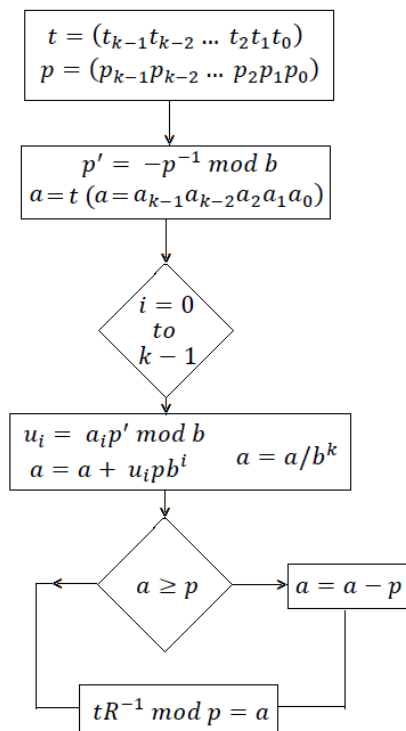 t = (t_{k-1}t_{k-2} ... t_2t_1t_0)
p = (p_{k-1}p_{k-2} ... p_2p_1p_0)
p' = -p^{-1} mod b
a = t (a = a_{k-1}a_{k-2}a_2a_1a_0)
i = 0
to
k - 1
u_i = a_ip' mod b
a = a + u_ipb^i
a = a/b^k
a ≥ p
a = a - p
tR^{-1} mod p = a